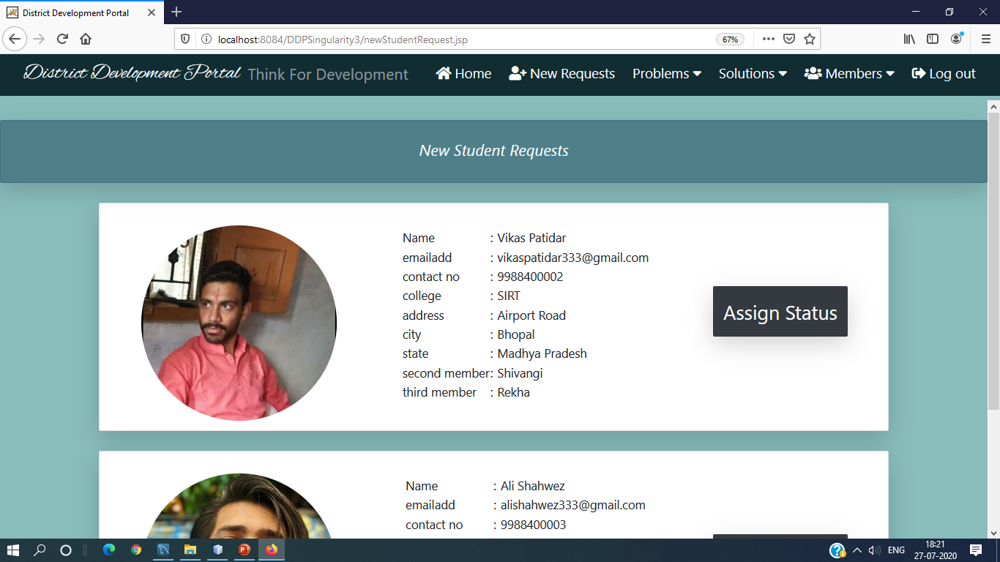 District Development Portal
localhost:8084/DDPSingularity3/newStudentRequest.jsp 67%
District Development Portal Think For Development Home New Requests Problems Solutions Members Log out
New Student Requests
Name : Vikas Patidar
emailadd : vikaspatidar333@gmail.com
contact no : 9988400002
college : SIRT
address : Airport Road
city : Bhopal
state : Madhya Pradesh
second member: Shivangi
third member : Rekha
Assign Status
Name : Ali Shahwez
emailadd : alishahwez333@gmail.com
contact no : 9988400003
ENG 18:21
27-07-2020